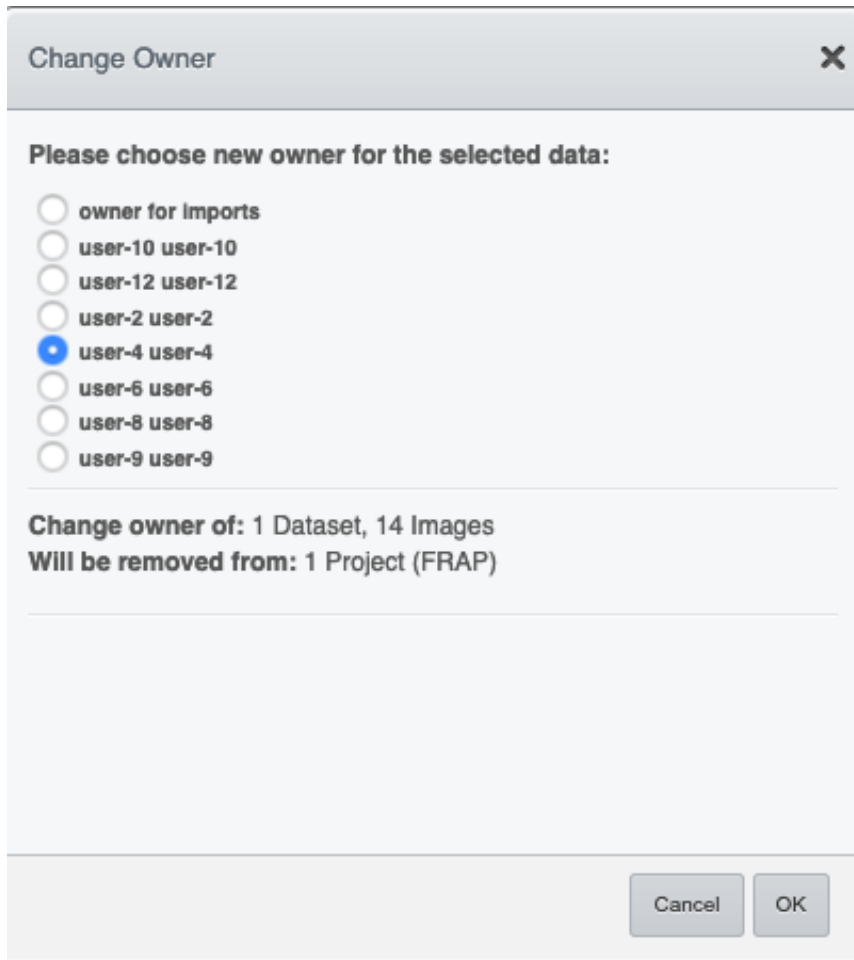 Change Owner
Please choose new owner for the selected data:
owner for imports
user-10 user-10
user-12 user-12
user-2 user-2
user-4 user-4
user-6 user-6
user-8 user-8
user-9 user-9
Change owner of: 1 Dataset, 14 Images
Will be removed from: 1 Project (FRAP)
Cancel OK